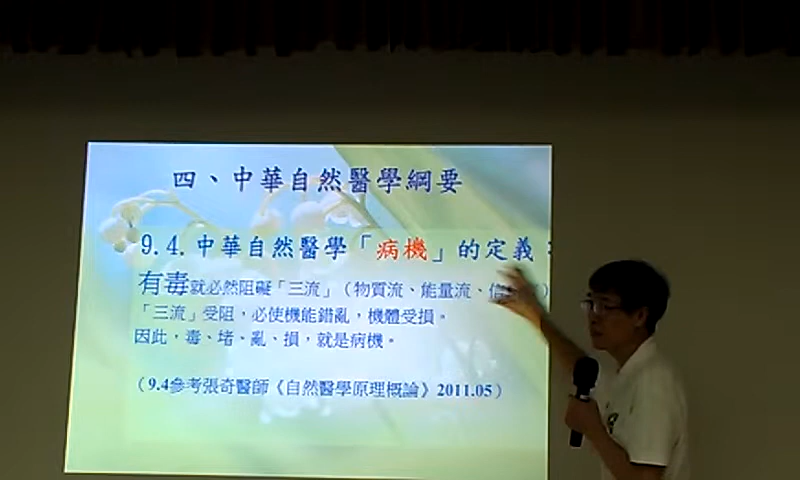 四、中華自然醫學綱要
9.4.中華自然醫學「病機」的定義：
有毒就必然阻礙「三流」（物質流、能量流、信）
「三流」受阻，必使機能錯亂，機體受損。
因此，毒、堵、亂、損，就是病機。
（9.4參考張奇醫師《自然醫學原理概論》2011.05）